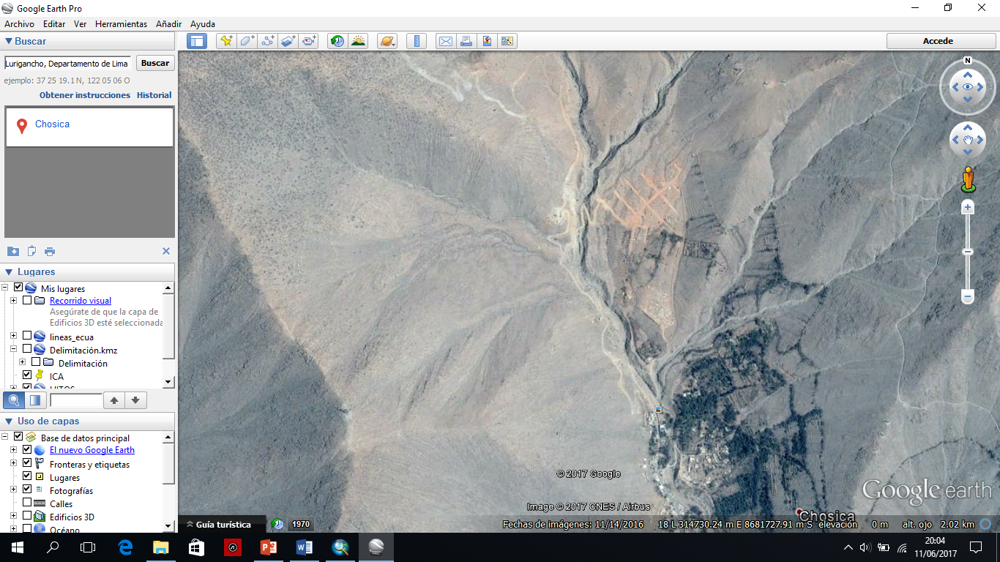 Google Earth Pro
Archivo Editar Ver Herramientas Añadir Ayuda
Buscar
Accede
Lurigancho, Departamento de Lima
Buscar
ejemplo: 37 25 19.1 N, 122 05 06 O
Obtener instrucciones Historial
Chosica
N
Lugares
Mis lugares
Recorrido visual
Asegúrate de que la capa de
Edificios 3D esté seleccionada
lineas_ecua
Delimitación.kmz
Delimitación
ICA
HITOS
Uso de capas
Base de datos principal
El nuevo Google Earth
Fronteras y etiquetas
Lugares
Fotografías
Calles
Edificios 3D
Océano
© 2017 Google
Image © 2017 CNES / Airbus
Google earth
Chosica
Guía turística
1970
Fechas de imágenes: 11/14/2016 18 L 314730.24 m E 8681727.91 m S elevación 0 m alt. ojo 2.02 km
20:04
11/06/2017